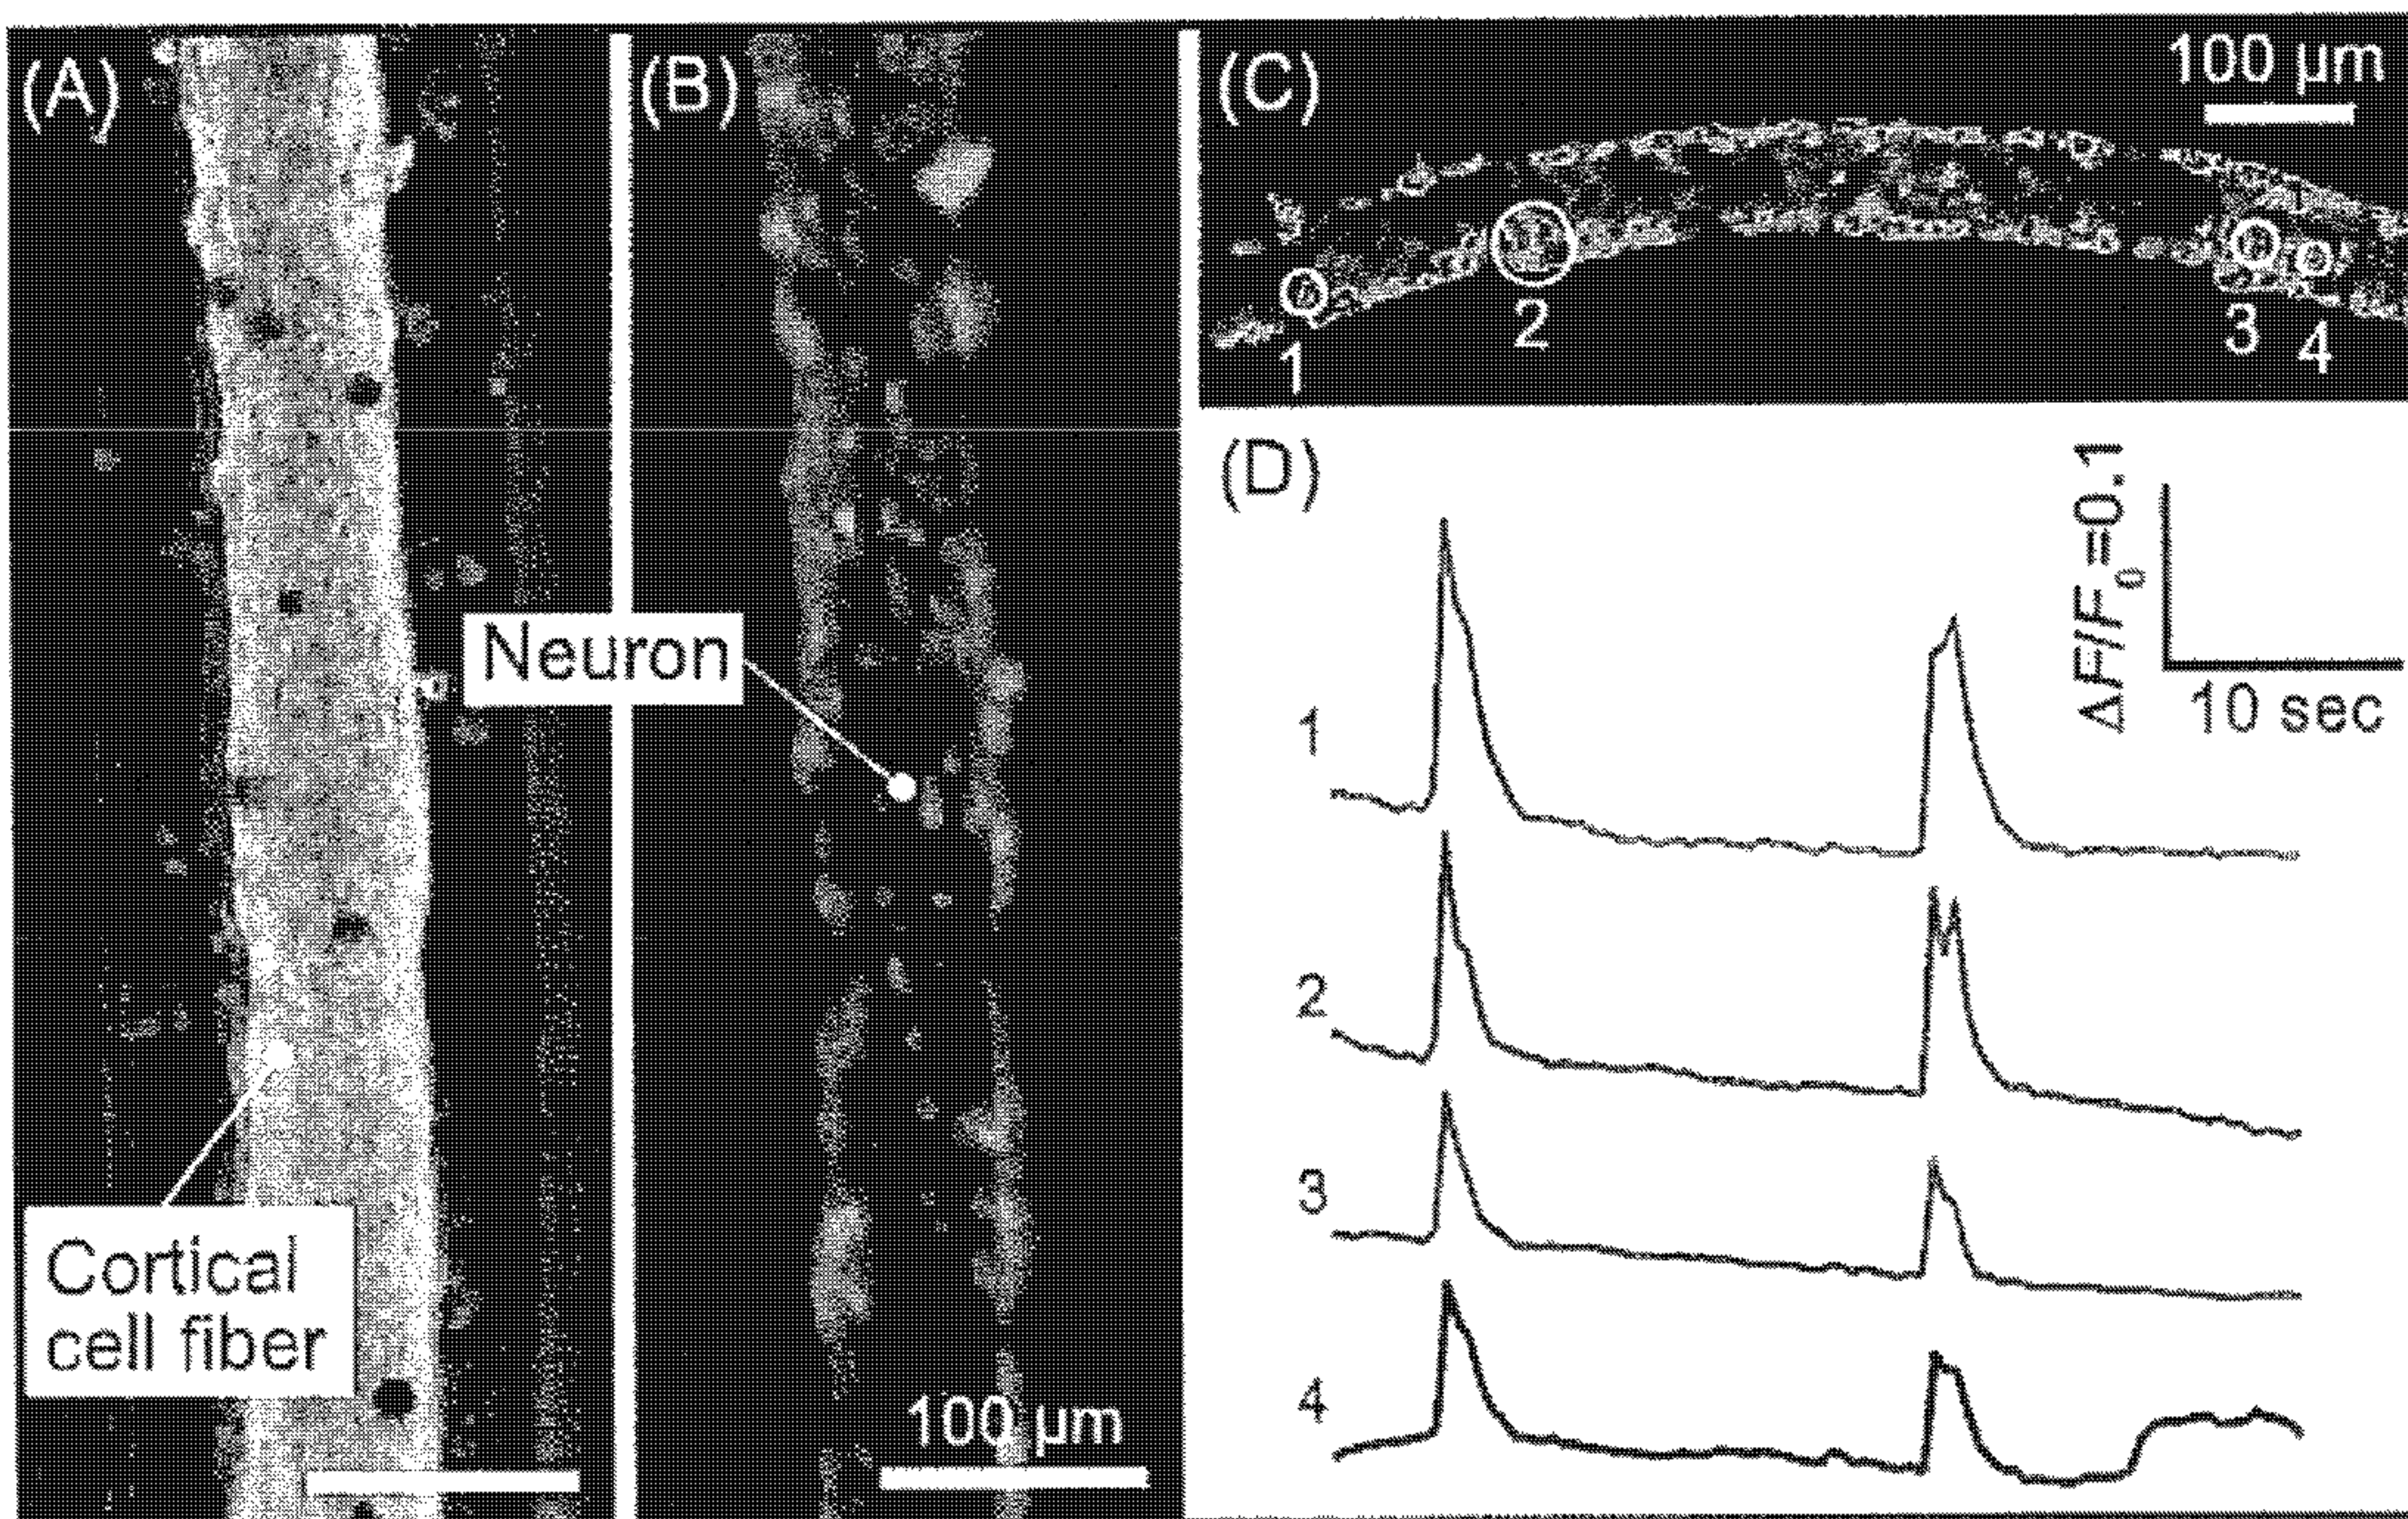 (A)
(B)
Neuron
Cortical
cell fiber
100 μm
(C)
100 μm
1
2
3
4
(D)
ΔF/F₀=0.1
10 sec
1
2
3
4